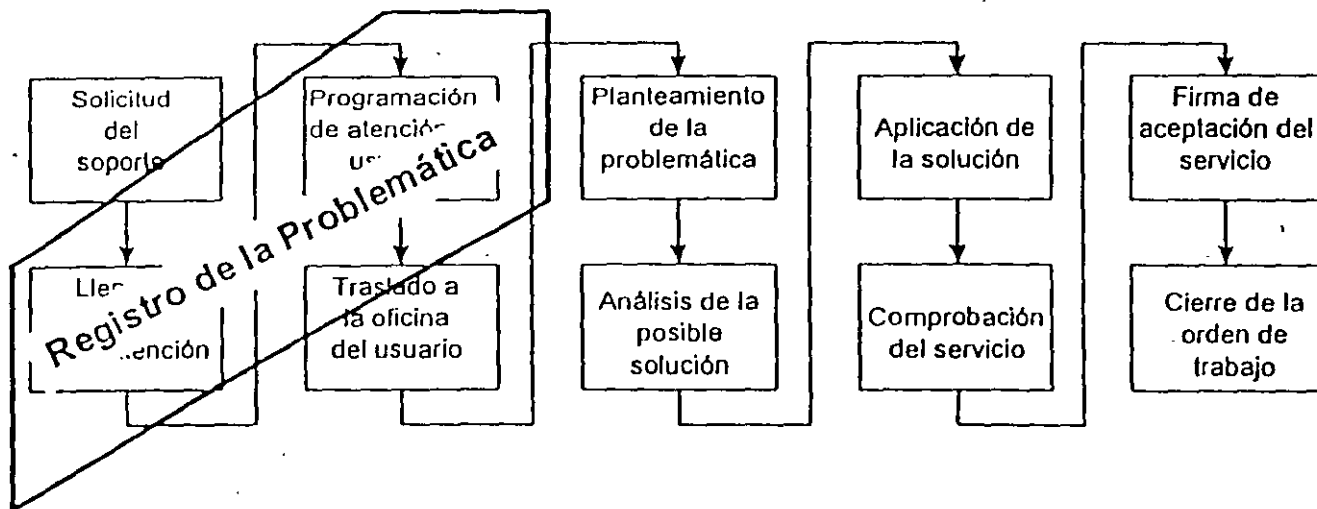 Solicitud
del
soporte
Programación
de atención
Planteamiento
de la
problemática
Aplicación de
la solución
Firma de
aceptación del
servicio
Registro de la Problemática
Traslado a
la oficina
del usuario
Análisis de la
posible
solución
Comprobación
del servicio
Cierre de la
orden de
trabajo